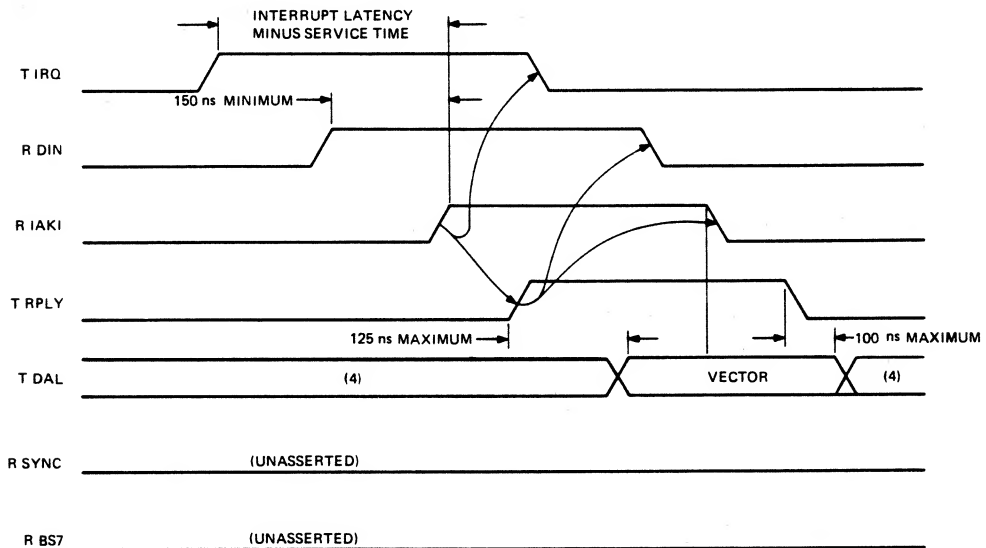 INTERRUPT LATENCY
MINUS SERVICE TIME
T IRQ
150 ns MINIMUM
R DIN
R IAKI
T RPLY
125 ns MAXIMUM
100 ns MAXIMUM
T DAL
(4)
VECTOR
(4)
R SYNC
(UNASSERTED)
R BS7
(UNASSERTED)